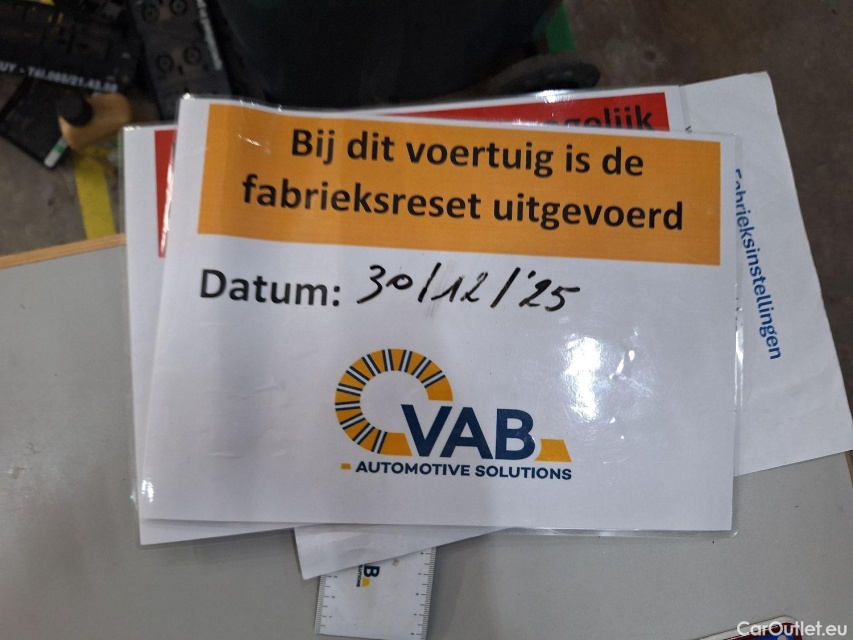 Bij dit voertuig is de
fabrieksreset uitgevoerd
Datum: 30/12/'25
VAB
AUTOMOTIVE SOLUTIONS
Fabrieksinstellingen
CarOutlet.eu